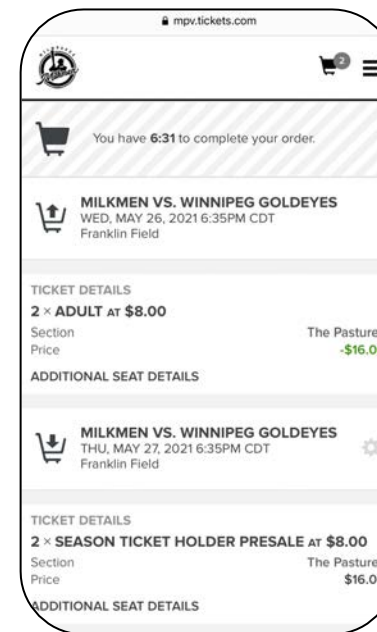 mpv.tickets.com
MILWAUKEE
Milkmen
2
You have 6:31 to complete your order.
MILKMEN VS. WINNIPEG GOLDEYES
WED, MAY 26, 2021 6:35PM CDT
Franklin Field
TICKET DETAILS
2 × ADULT AT $8.00
Section The Pasture
Price -$16.0
ADDITIONAL SEAT DETAILS
MILKMEN VS. WINNIPEG GOLDEYES
THU, MAY 27, 2021 6:35PM CDT
Franklin Field
TICKET DETAILS
2 × SEASON TICKET HOLDER PRESALE AT $8.00
Section The Pasture
Price $16.0
ADDITIONAL SEAT DETAILS